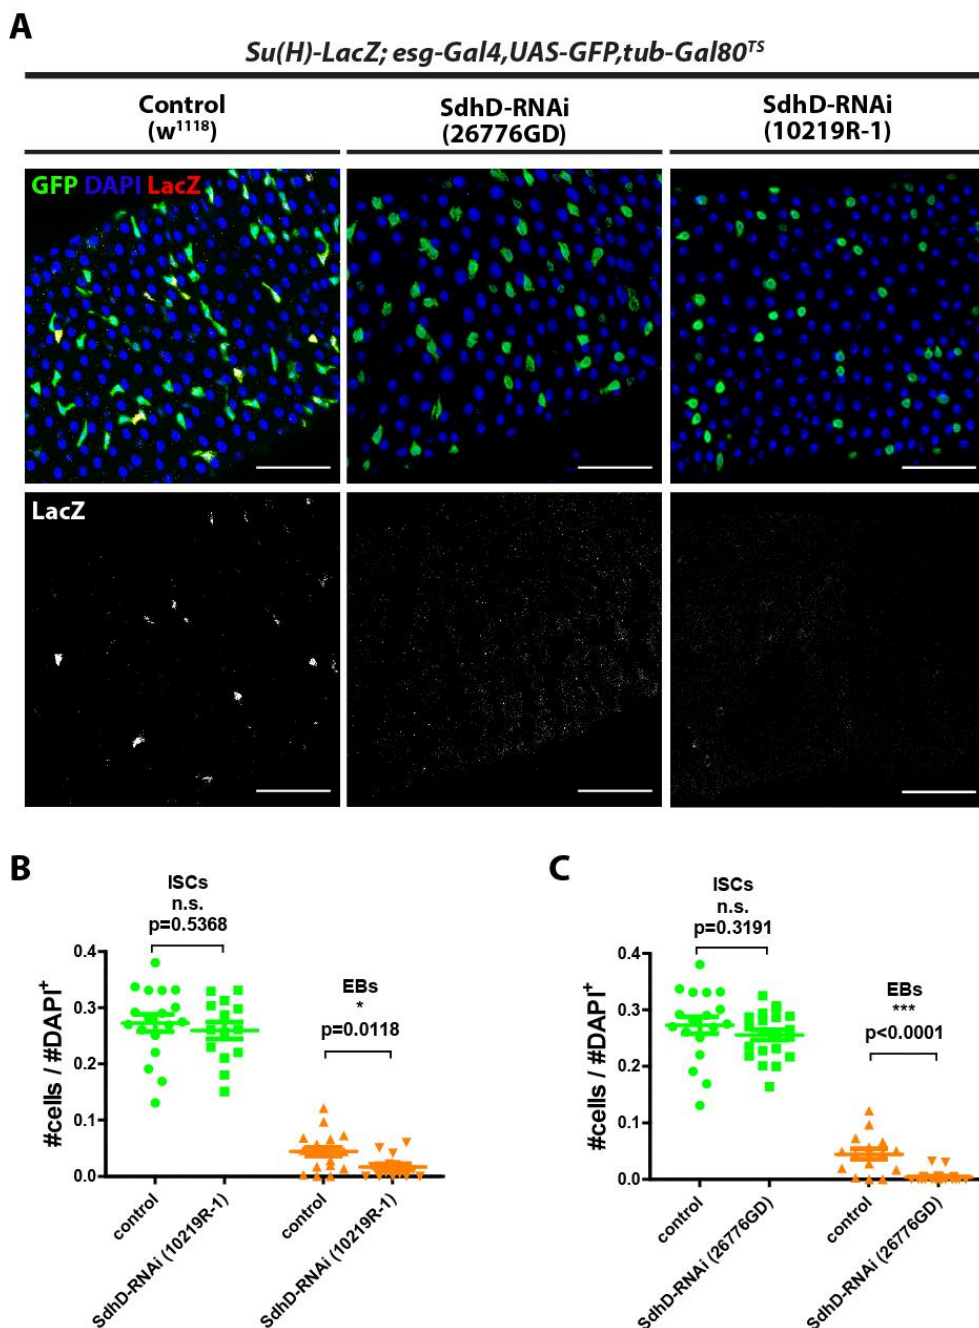 A
Su(H)-LacZ; esg-Gal4,UAS-GFP,tub-Gal80ᵀˢ
Control
(w¹¹¹⁸)
SdhD-RNAi
(26776GD)
SdhD-RNAi
(10219R-1)
GFP DAPI LacZ
LacZ
B
ISCs
n.s.
p=0.5368
EBs
*
p=0.0118
#cells / #DAPI⁺
0.4
0.3
0.2
0.1
0.0
control
SdhD-RNAi (10219R-1)
control
SdhD-RNAi (10219R-1)
C
ISCs
n.s.
p=0.3191
EBs
***
p<0.0001
#cells / #DAPI⁺
0.4
0.3
0.2
0.1
0.0
control
SdhD-RNAi (26776GD)
control
SdhD-RNAi (26776GD)